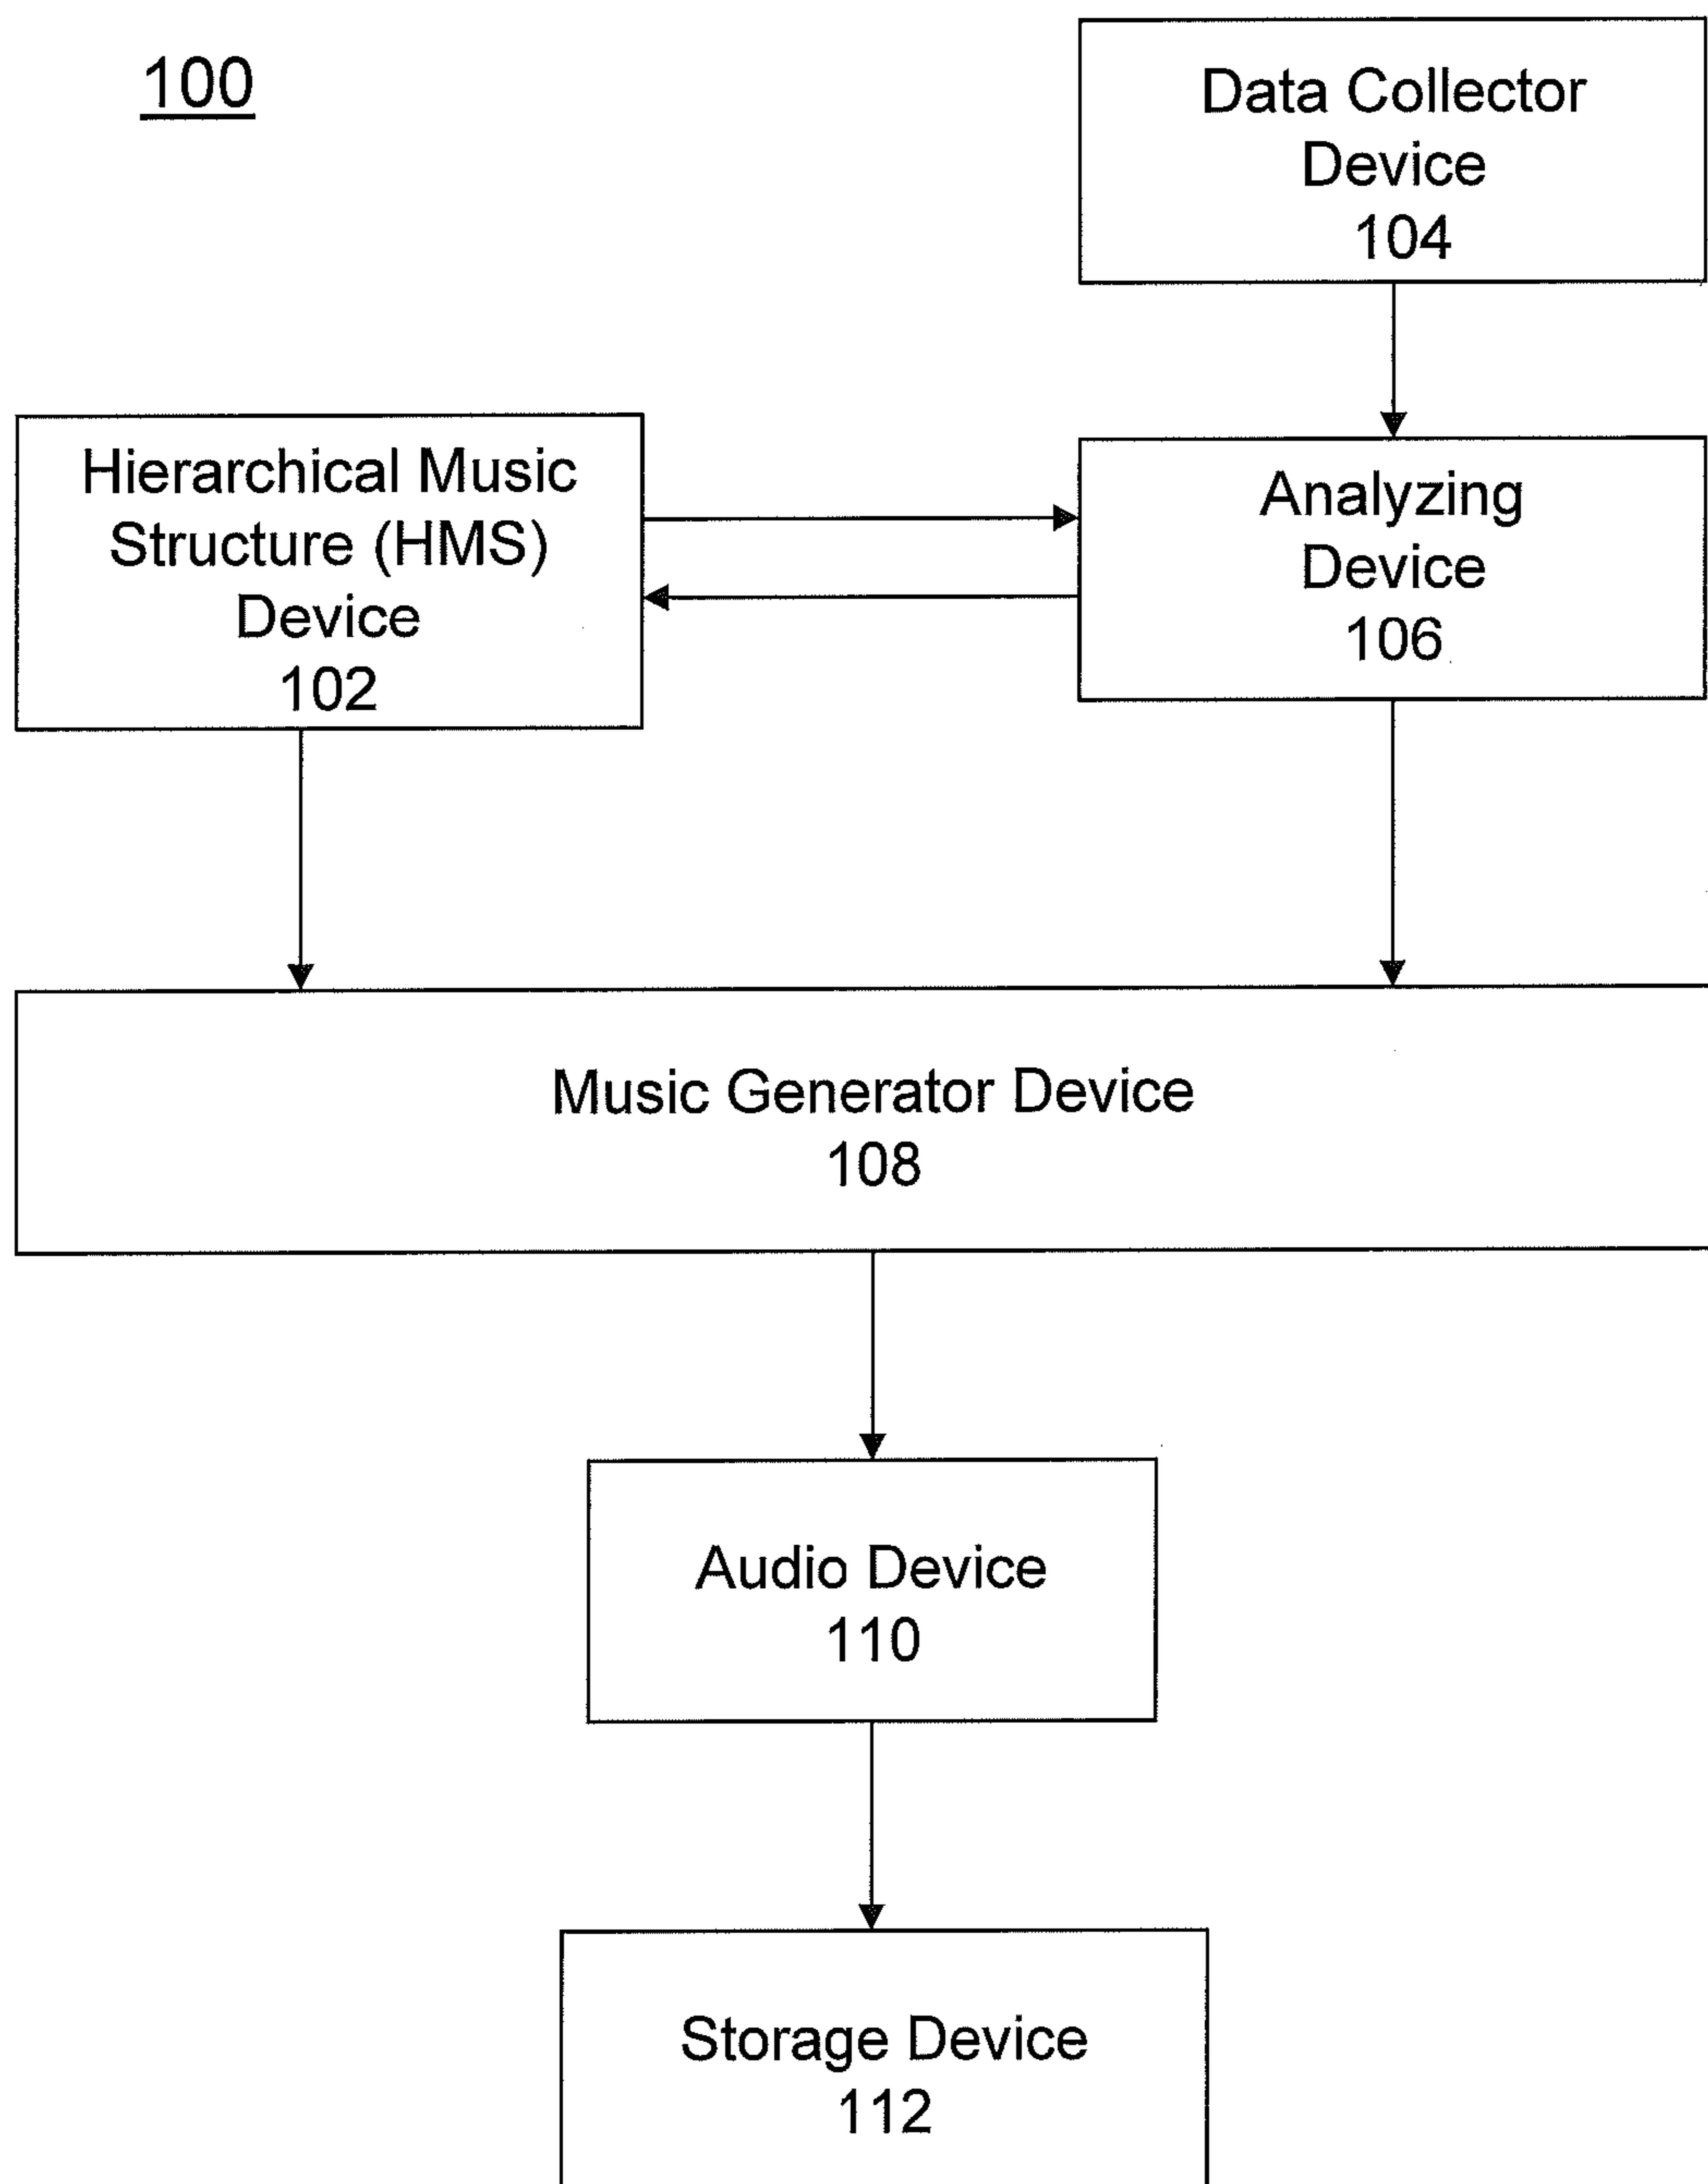 100
Data Collector
Device
104
Hierarchical Music
Structure (HMS)
Device
102
Analyzing
Device
106
Music Generator Device
108
Audio Device
110
Storage Device
112